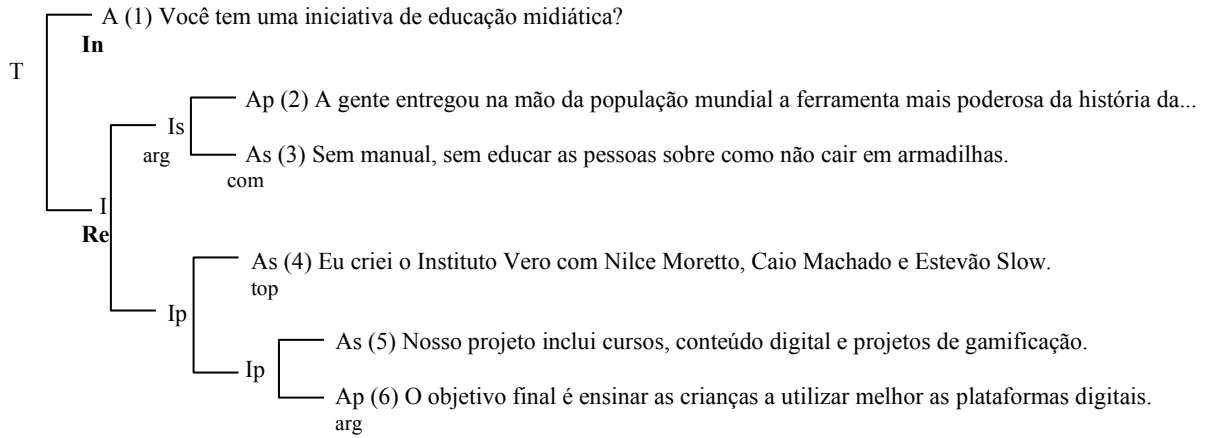 A (1) Você tem uma iniciativa de educação midiática?
In
T
Ap (2) A gente entregou na mão da população mundial a ferramenta mais poderosa da história da...
Is
arg
As (3) Sem manual, sem educar as pessoas sobre como não cair em armadilhas.
com
I
Re
As (4) Eu criei o Instituto Vero com Nilce Moretto, Caio Machado e Estevão Slow.
top
Ip
As (5) Nosso projeto inclui cursos, conteúdo digital e projetos de gamificação.
Ip
Ap (6) O objetivo final é ensinar as crianças a utilizar melhor as plataformas digitais.
arg